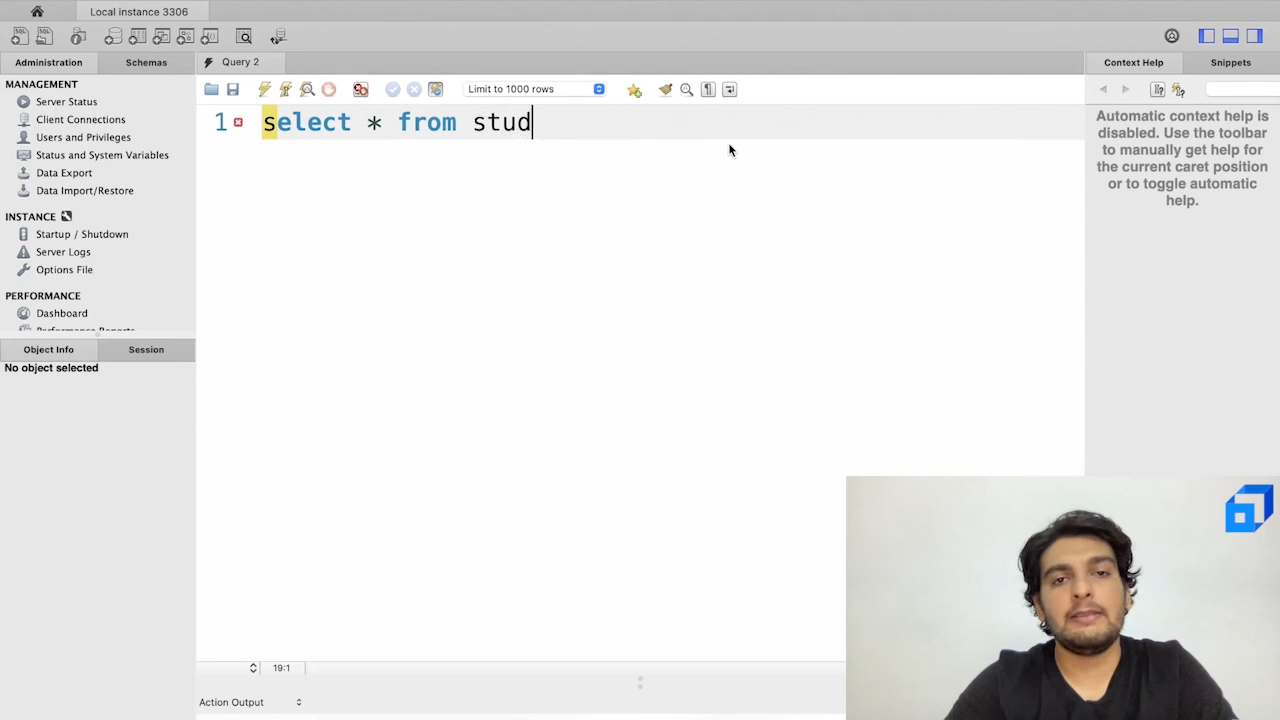 Local instance 3306
Administration
Schemas
Query 2
Context Help
Snippets
MANAGEMENT
Server Status
Client Connections
Users and Privileges
Status and System Variables
Data Export
Data Import/Restore
INSTANCE
Startup / Shutdown
Server Logs
Options File
PERFORMANCE
Dashboard
Performance Reports
Object Info
Session
No object selected
Limit to 1000 rows
1 select * from stud
Automatic context help is
disabled. Use the toolbar
to manually get help for
the current caret position
or to toggle automatic
help.
19:1
Action Output